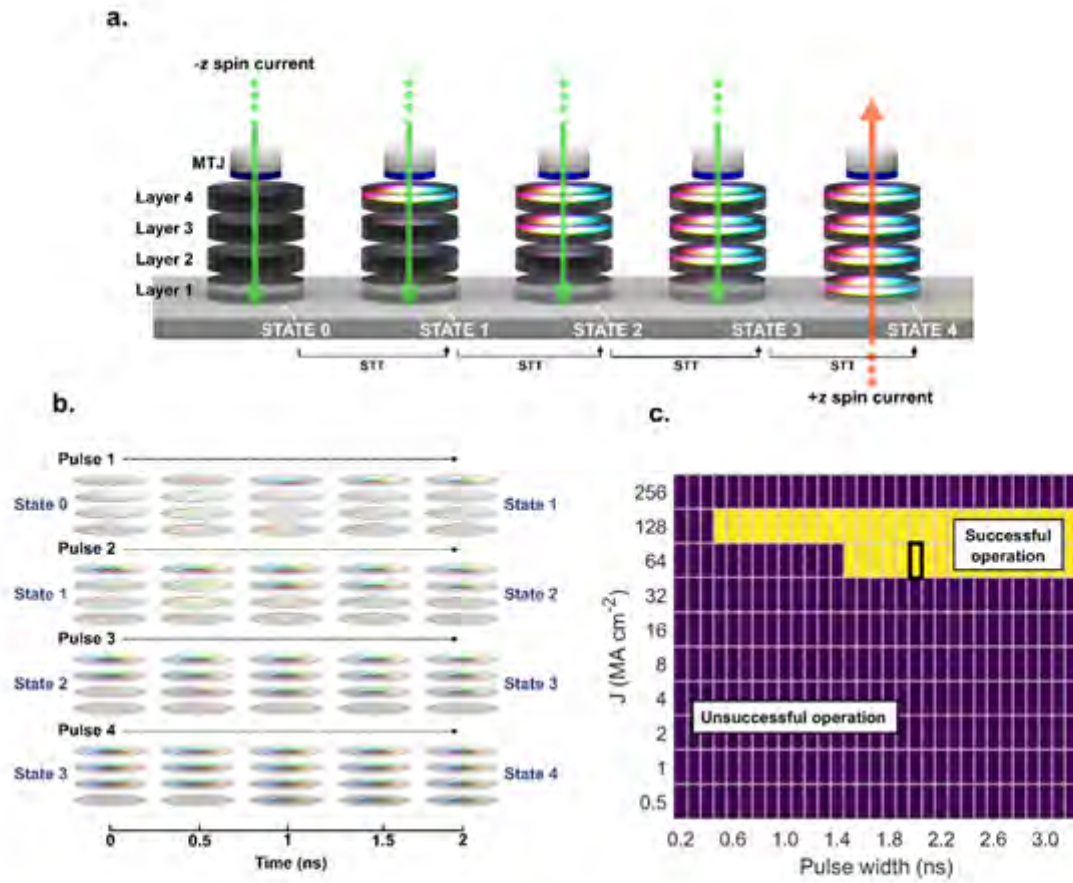 a.
-z spin current
MTJ
Layer 4
Layer 3
Layer 2
Layer 1
STATE 0 STATE 1 STATE 2 STATE 3 STATE 4
STT STT STT STT
+z spin current
b.
Pulse 1
State 0 State 1
Pulse 2
State 1 State 2
Pulse 3
State 2 State 3
Pulse 4
State 3 State 4
0 0.5 1 1.5 2
Time (ns)
c.
J (MA cm⁻²)
256
128
64
32
16
8
4
2
1
0.5
Successful
operation
Unsuccessful operation
0.2 0.6 1.0 1.4 1.8 2.2 2.6 3.0
Pulse width (ns)